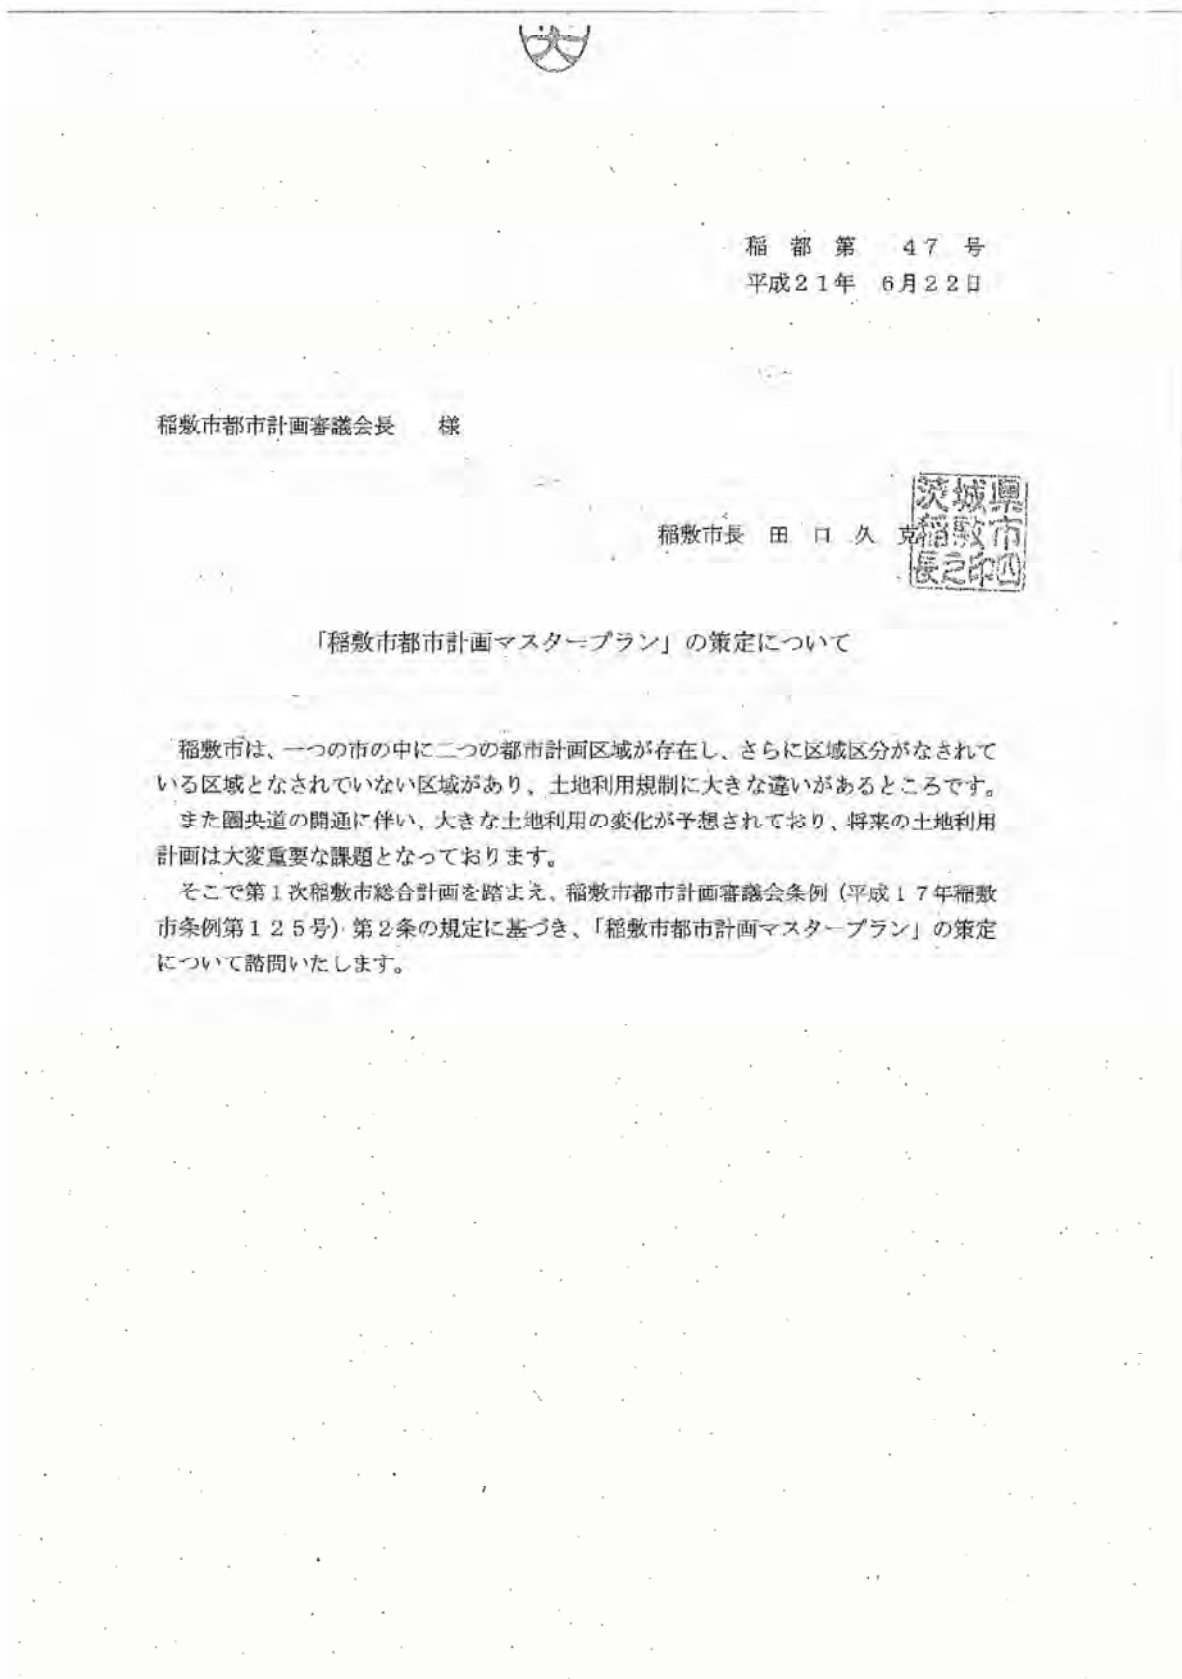 稲都第　４７号
平成２１年　６月２２日
稲敷市都市計画審議会長　様
稲敷市長　田口久克
茨城県
稲敷市
長之印四
「稲敷市都市計画マスタープラン」の策定について
稲敷市は、一つの市の中に二つの都市計画区域が存在し、さらに区域区分がなされて
いる区域となされていない区域があり、土地利用規制に大きな違いがあるところです。
また圏央道の開通に伴い、大きな土地利用の変化が予想されており、将来の土地利用
計画は大変重要な課題となっております。
そこで第１次稲敷市総合計画を踏まえ、稲敷市都市計画審議会条例（平成１７年稲敷
市条例第１２５号）第２条の規定に基づき、「稲敷市都市計画マスタープラン」の策定
について諮問いたします。